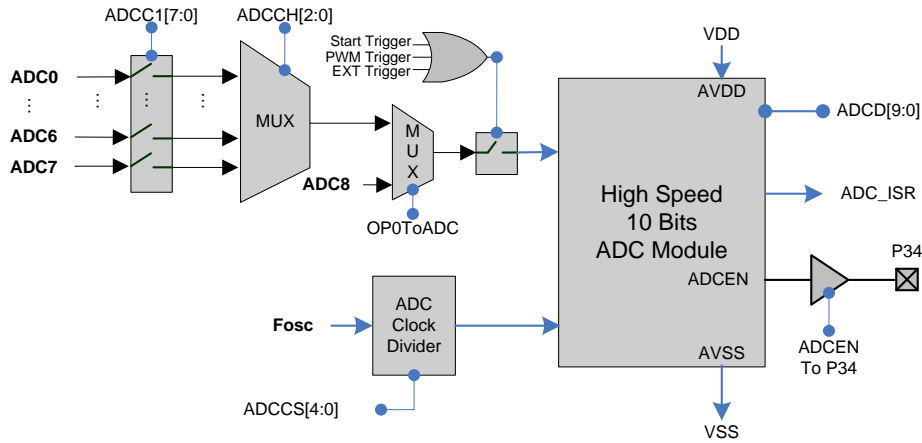 ADCC1[7:0]
ADCCH[2:0]
Start Trigger
PWM Trigger
EXT Trigger
VDD
ADC0
ADC6
ADC7
MUX
M
U
X
ADC8
OP0ToADC
AVDD
ADCD[9:0]
High Speed
10 Bits
ADC Module
ADC_ISR
ADCEN
P34
ADCEN
To P34
Fosc
ADC
Clock
Divider
ADCCS[4:0]
AVSS
VSS